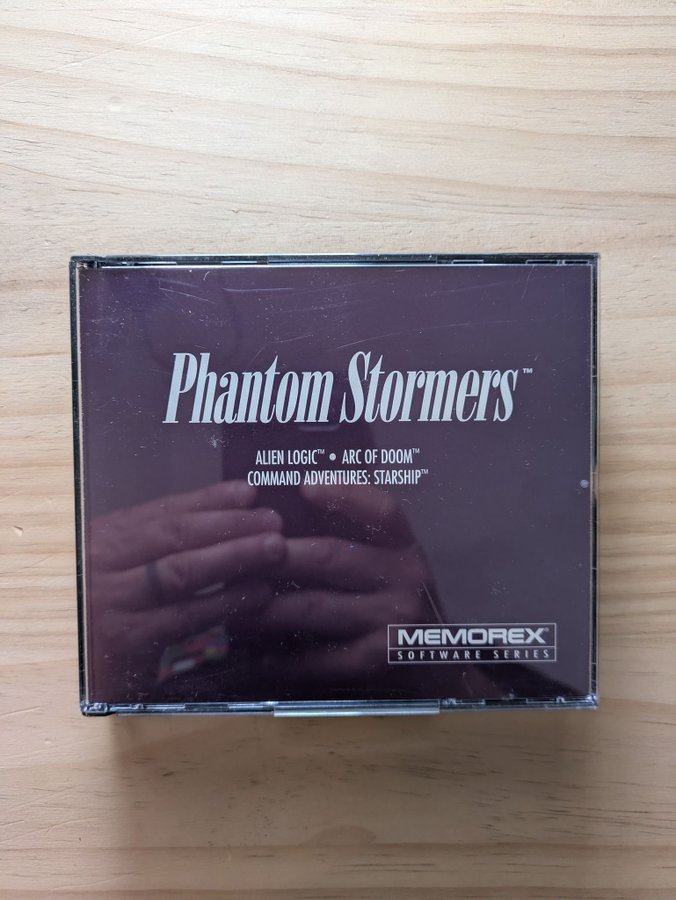 Phantom Stormers™
ALIEN LOGIC™ • ARC OF DOOM™
COMMAND ADVENTURES: STARSHIP™
MEMOREX®
SOFTWARE SERIES